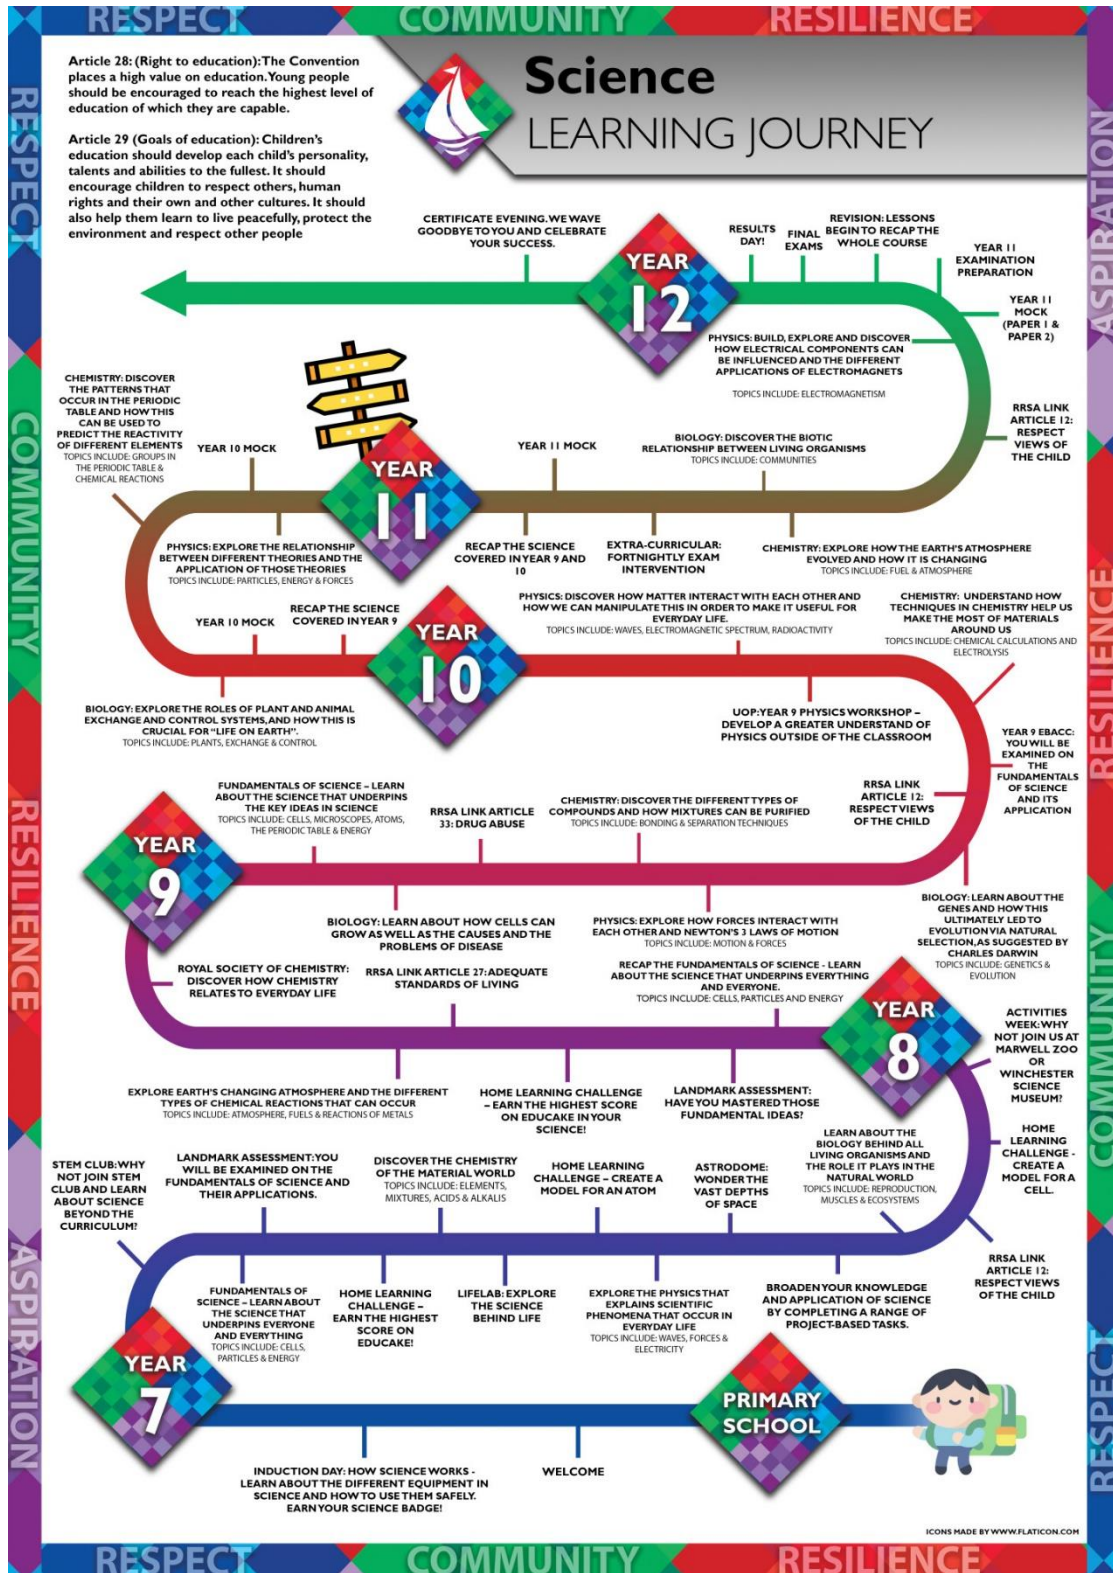 RESPECT
COMMUNITY
RESILIENCE
Article 28: (Right to education): The Convention
places a high value on education. Young people
should be encouraged to reach the highest level of
education of which they are capable.
Article 29 (Goals of education): Children's
education should develop each child's personality,
talents and abilities to the fullest. It should
encourage children to respect others, human
rights and their own and other cultures. It should
also help them learn to live peacefully, protect the
environment and respect other people
Science
LEARNING JOURNEY
CERTIFICATE EVENING. WE WAVE
GOODBYE TO YOU AND CELEBRATE
YOUR SUCCESS.
YEAR
12
RESULTS
DAY!
FINAL
EXAMS
REVISION: LESSONS
BEGIN TO RECAP THE
WHOLE COURSE
YEAR 11
EXAMINATION
PREPARATION
YEAR 11
MOCK
(PAPER 1 &
PAPER 2)
PHYSICS: BUILD, EXPLORE AND DISCOVER
HOW ELECTRICAL COMPONENTS CAN
BE INFLUENCED AND THE DIFFERENT
APPLICATIONS OF ELECTROMAGNETS
TOPICS INCLUDE: ELECTROMAGNETISM
RRSA LINK
ARTICLE 12:
RESPECT
VIEWS OF
THE CHILD
CHEMISTRY: DISCOVER
THE PATTERNS THAT
OCCUR IN THE PERIODIC
TABLE AND HOW THIS
CAN BE USED TO
PREDICT THE REACTIVITY
OF DIFFERENT ELEMENTS
TOPICS INCLUDE: GROUPS IN
THE PERIODIC TABLE &
CHEMICAL REACTIONS
YEAR 10 MOCK
YEAR
11
YEAR 11 MOCK
BIOLOGY: DISCOVER THE BIOTIC
RELATIONSHIP BETWEEN LIVING ORGANISMS
TOPICS INCLUDE: COMMUNITIES
PHYSICS: EXPLORE THE RELATIONSHIP
BETWEEN DIFFERENT THEORIES AND THE
APPLICATION OF THOSE THEORIES
TOPICS INCLUDE: PARTICLES, ENERGY & FORCES
RECAP THE SCIENCE
COVERED IN YEAR 9 AND
10
EXTRA-CURRICULAR:
FORTNIGHTLY EXAM
INTERVENTION
CHEMISTRY: EXPLORE HOW THE EARTH'S ATMOSPHERE
EVOLVED AND HOW IT IS CHANGING
TOPICS INCLUDE: FUEL & ATMOSPHERE
YEAR 10 MOCK
RECAP THE SCIENCE
COVERED IN YEAR 9
YEAR
10
PHYSICS: DISCOVER HOW MATTER INTERACT WITH EACH OTHER AND
HOW WE CAN MANIPULATE THIS IN ORDER TO MAKE IT USEFUL FOR
EVERYDAY LIFE.
TOPICS INCLUDE: WAVES, ELECTROMAGNETIC SPECTRUM, RADIOACTIVITY
CHEMISTRY: UNDERSTAND HOW
TECHNIQUES IN CHEMISTRY HELP US
MAKE THE MOST OF MATERIALS
AROUND US
TOPICS INCLUDE: CHEMICAL CALCULATIONS AND
ELECTROLYSIS
BIOLOGY: EXPLORE THE ROLES OF PLANT AND ANIMAL
EXCHANGE AND CONTROL SYSTEMS, AND HOW THIS IS
CRUCIAL FOR "LIFE ON EARTH".
TOPICS INCLUDE: PLANTS, EXCHANGE & CONTROL
UOP: YEAR 9 PHYSICS WORKSHOP –
DEVELOP A GREATER UNDERSTAND OF
PHYSICS OUTSIDE OF THE CLASSROOM
YEAR 9 EBACC:
YOU WILL BE
EXAMINED ON
THE
FUNDAMENTALS
OF SCIENCE
AND ITS
APPLICATION
FUNDAMENTALS OF SCIENCE – LEARN
ABOUT THE SCIENCE THAT UNDERPINS
THE KEY IDEAS IN SCIENCE
TOPICS INCLUDE: CELLS, MICROSCOPES, ATOMS,
THE PERIODIC TABLE & ENERGY
RRSA LINK ARTICLE
33: DRUG ABUSE
CHEMISTRY: DISCOVER THE DIFFERENT TYPES OF
COMPOUNDS AND HOW MIXTURES CAN BE PURIFIED
TOPICS INCLUDE: BONDING & SEPARATION TECHNIQUES
RRSA LINK
ARTICLE 12:
RESPECT VIEWS
OF THE CHILD
YEAR
9
BIOLOGY: LEARN ABOUT HOW CELLS CAN
GROW AS WELL AS THE CAUSES AND THE
PROBLEMS OF DISEASE
PHYSICS: EXPLORE HOW FORCES INTERACT WITH
EACH OTHER AND NEWTON'S 3 LAWS OF MOTION
TOPICS INCLUDE: MOTION & FORCES
BIOLOGY: LEARN ABOUT THE
GENES AND HOW THIS
ULTIMATELY LED TO
EVOLUTION VIA NATURAL
SELECTION, AS SUGGESTED BY
CHARLES DARWIN
TOPICS INCLUDE: GENETICS &
EVOLUTION
ROYAL SOCIETY OF CHEMISTRY:
DISCOVER HOW CHEMISTRY
RELATES TO EVERYDAY LIFE
RRSA LINK ARTICLE 27: ADEQUATE
STANDARDS OF LIVING
RECAP THE FUNDAMENTALS OF SCIENCE - LEARN
ABOUT THE SCIENCE THAT UNDERPINS EVERYTHING
AND EVERYONE.
TOPICS INCLUDE: CELLS, PARTICLES AND ENERGY
YEAR
8
ACTIVITIES
WEEK: WHY
NOT JOIN US AT
MARWELL ZOO
OR
WINCHESTER
SCIENCE
MUSEUM?
EXPLORE EARTH'S CHANGING ATMOSPHERE AND THE DIFFERENT
TYPES OF CHEMICAL REACTIONS THAT CAN OCCUR
TOPICS INCLUDE: ATMOSPHERE, FUELS & REACTIONS OF METALS
HOME LEARNING CHALLENGE
– EARN THE HIGHEST SCORE
ON EDUCAKE IN YOUR
SCIENCE!
LANDMARK ASSESSMENT:
HAVE YOU MASTERED THOSE
FUNDAMENTAL IDEAS?
LEARN ABOUT THE
BIOLOGY BEHIND ALL
LIVING ORGANISMS AND
THE ROLE IT PLAYS IN THE
NATURAL WORLD
TOPICS INCLUDE: REPRODUCTION,
MUSCLES & ECOSYSTEMS
HOME
LEARNING
CHALLENGE -
CREATE A
MODEL FOR A
CELL.
STEM CLUB: WHY
NOT JOIN STEM
CLUB AND LEARN
ABOUT SCIENCE
BEYOND THE
CURRICULUM?
LANDMARK ASSESSMENT: YOU
WILL BE EXAMINED ON THE
FUNDAMENTALS OF SCIENCE AND
THEIR APPLICATIONS.
DISCOVER THE CHEMISTRY
OF THE MATERIAL WORLD
TOPICS INCLUDE: ELEMENTS,
MIXTURES, ACIDS & ALKALIS
HOME LEARNING
CHALLENGE – CREATE A
MODEL FOR AN ATOM
ASTRODOME:
WONDER THE
VAST DEPTHS
OF SPACE
RRSA LINK
ARTICLE 12:
RESPECT VIEWS
OF THE CHILD
FUNDAMENTALS OF
SCIENCE – LEARN ABOUT
THE SCIENCE THAT
UNDERPINS EVERYONE
AND EVERYTHING
TOPICS INCLUDE: CELLS,
PARTICLES & ENERGY
HOME LEARNING
CHALLENGE –
EARN THE HIGHEST
SCORE ON
EDUCAKE!
LIFELAB: EXPLORE
THE SCIENCE
BEHIND LIFE
EXPLORE THE PHYSICS THAT
EXPLAINS SCIENTIFIC
PHENOMENA THAT OCCUR IN
EVERYDAY LIFE
TOPICS INCLUDE: WAVES, FORCES &
ELECTRICITY
BROADEN YOUR KNOWLEDGE
AND APPLICATION OF SCIENCE
BY COMPLETING A RANGE OF
PROJECT-BASED TASKS.
YEAR
7
PRIMARY
SCHOOL
INDUCTION DAY: HOW SCIENCE WORKS -
LEARN ABOUT THE DIFFERENT EQUIPMENT IN
SCIENCE AND HOW TO USE THEM SAFELY.
EARN YOUR SCIENCE BADGE!
WELCOME
ICONS MADE BY WWW.FLATICON.COM
RESPECT
COMMUNITY
RESILIENCE
ASPIRATION
ASPIRATION
RESILIENCE
COMMUNITY
RESPECT
RESPECT
COMMUNITY
RESILIENCE